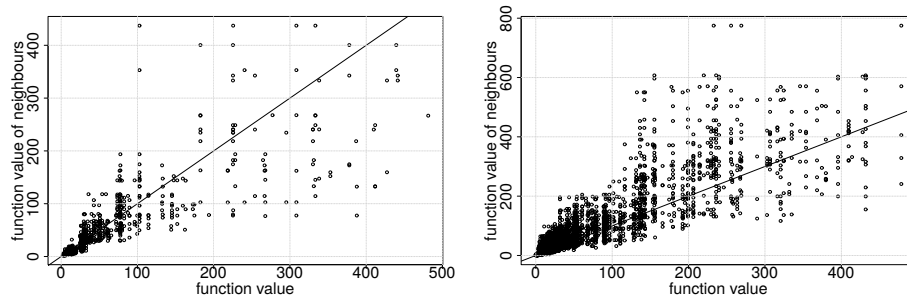 function value of neighbours
0 100 200 300 400
0 100 200 300 400 500
function value
function value of neighbours
0 200 400 600 800
0 100 200 300 400
function value